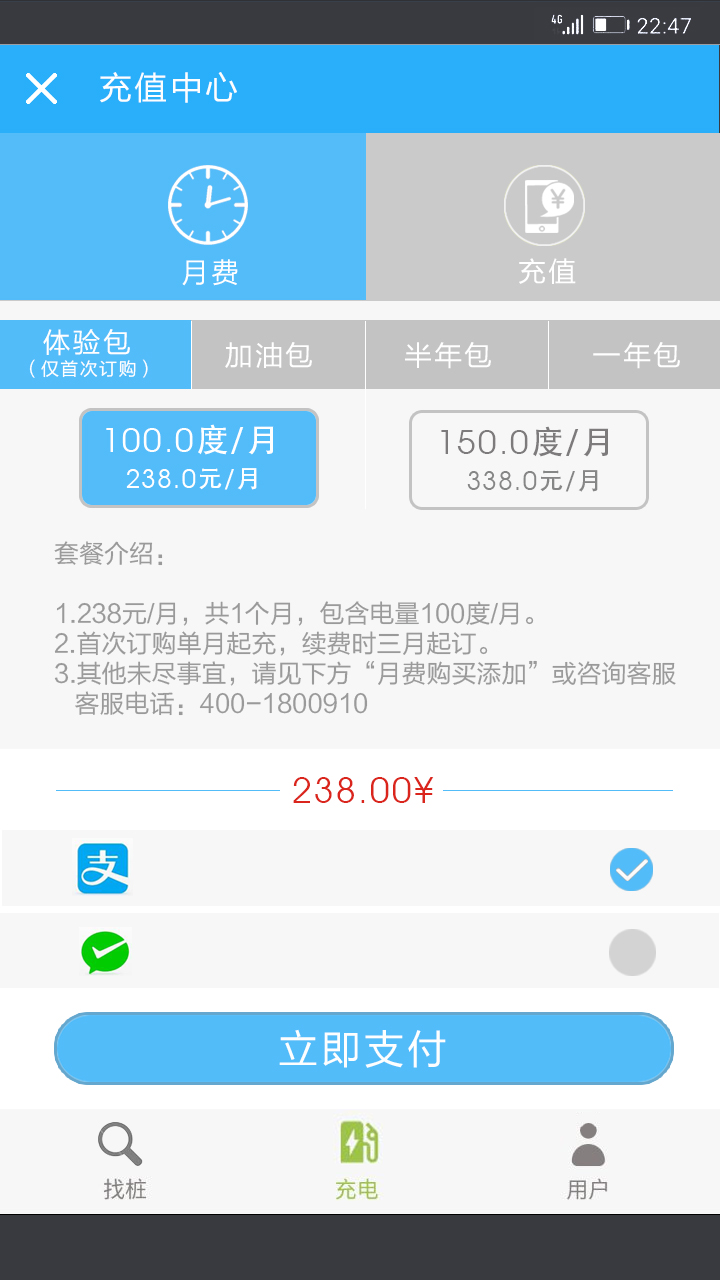 4G 22:47
充值中心
¥
月费
充值
体验包
（仅首次订购）
加油包
半年包
一年包
100.0度/月
238.0元/月
150.0度/月
338.0元/月
套餐介绍：
1.238元/月，共1个月，包含电量100度/月。
2.首次订购单月起充，续费时三月起订。
3.其他未尽事宜，请见下方“月费购买添加”或咨询客服
客服电话：400-1800910
238.00¥
支
立即支付
找桩
充电
用户